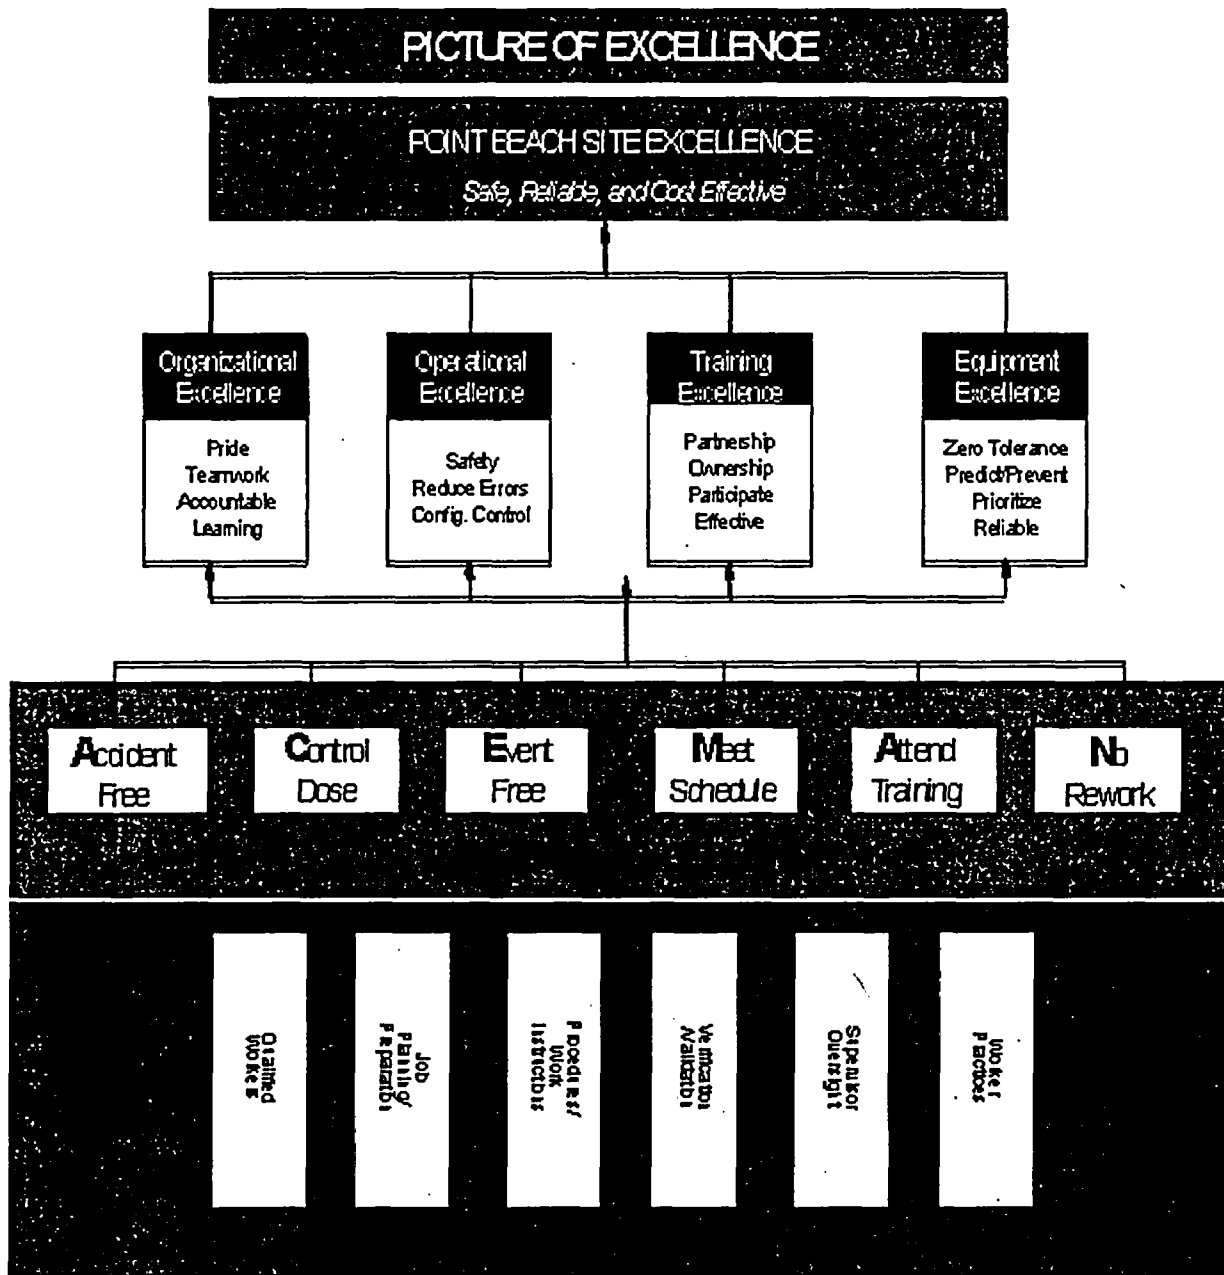 PICTURE OF EXCELLENCE
POINT BEACH SITE EXCELLENCE
Safe, Reliable, and Cost Effective
Organizational
Excellence
Pride
Teamwork
Accountable
Learning
Operational
Excellence
Safety
Reduce Errors
Config. Control
Training
Excellence
Partnership
Ownership
Participate
Effective
Equipment
Excellence
Zero Tolerance
Predict/Prevent
Prioritize
Reliable
Accident
Free
Control
Dose
Event
Free
Meet
Schedule
Attend
Training
No
Rework
Qualified
Workers
Job
Planning/
Preparation
Procedures/
Work
Instructions
Verification
Validation
Supervisor
Oversight
Worker
Practices